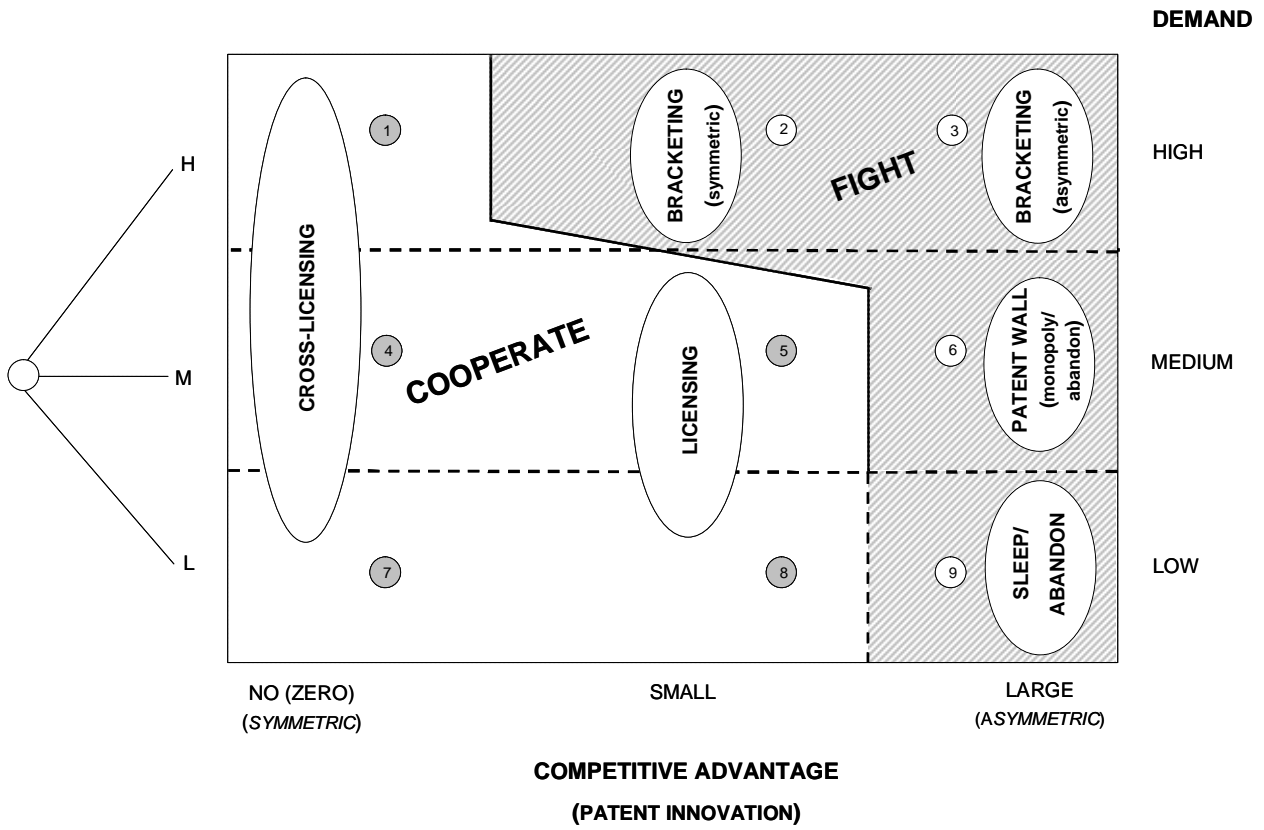 DEMAND
H
M
L
CROSS-LICENSING
1
BRACKETING
(symmetric)
2
FIGHT
3
BRACKETING
(asymmetric)
HIGH
4
COOPERATE
LICENSING
5
6
PATENT WALL
(monopoly/
abandon)
MEDIUM
7
8
9
SLEEP/
ABANDON
LOW
NO (ZERO)
(SYMMETRIC)
SMALL
LARGE
(ASYMMETRIC)
COMPETITIVE ADVANTAGE
(PATENT INNOVATION)